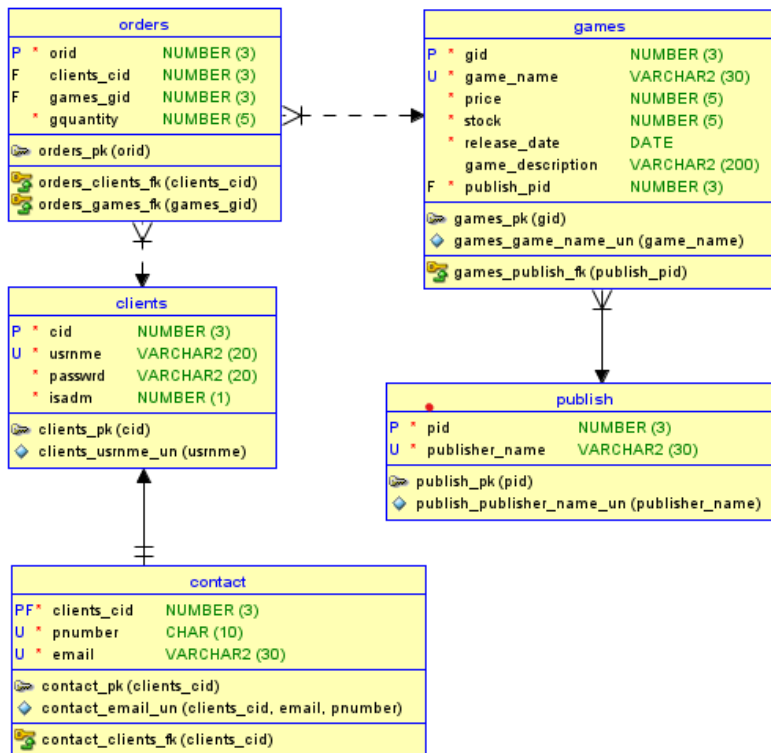 orders
P * orid NUMBER (3)
F clients_cid NUMBER (3)
F games_gid NUMBER (3)
* gquantity NUMBER (5)
orders_pk (orid)
orders_clients_fk (clients_cid)
orders_games_fk (games_gid)
games
P * gid NUMBER (3)
U * game_name VARCHAR2 (30)
* price NUMBER (5)
* stock NUMBER (5)
* release_date DATE
game_description VARCHAR2 (200)
F * publish_pid NUMBER (3)
games_pk (gid)
games_game_name_un (game_name)
games_publish_fk (publish_pid)
clients
P * cid NUMBER (3)
U * usrnme VARCHAR2 (20)
* passwrd VARCHAR2 (20)
* isadm NUMBER (1)
clients_pk (cid)
clients_usrnme_un (usrnme)
publish
P * pid NUMBER (3)
U * publisher_name VARCHAR2 (30)
publish_pk (pid)
publish_publisher_name_un (publisher_name)
contact
PF* clients_cid NUMBER (3)
U * pnumber CHAR (10)
U * email VARCHAR2 (30)
contact_pk (clients_cid)
contact_email_un (clients_cid, email, pnumber)
contact_clients_fk (clients_cid)